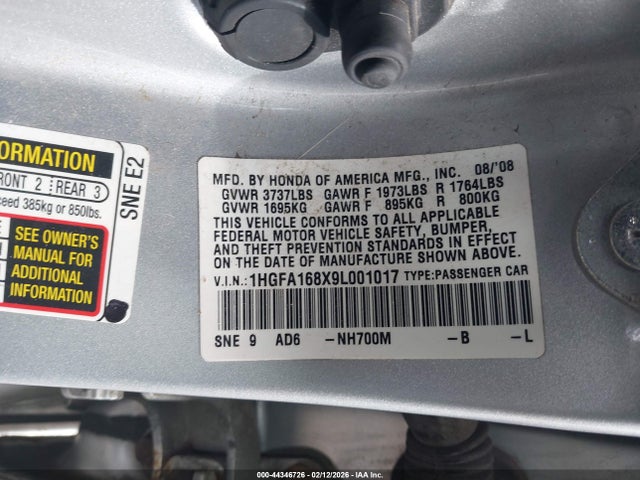 ORMATION
FRONT 2 REAR 3
ceed 385kg or 850lbs.
SEE OWNER'S
MANUAL FOR
ADDITIONAL
INFORMATION
SNE E2
MFD. BY HONDA OF AMERICA MFG., INC. 08/'08
GVWR 3737LBS GAWR F 1973LBS R 1764LBS
GVWR 1695KG GAWR F 895KG R 800KG
THIS VEHICLE CONFORMS TO ALL APPLICABLE
FEDERAL MOTOR VEHICLE SAFETY, BUMPER,
AND THEFT PREVENTION STANDARDS IN EFFECT
ON THE DATE OF MANUFACTURE SHOWN ABOVE.
V.I.N.: 1HGFA168X9L001017 TYPE:PASSENGER CAR
SNE 9 AD6 -NH700M -B -L
000-44346726 - 02/12/2026 - IAA Inc.